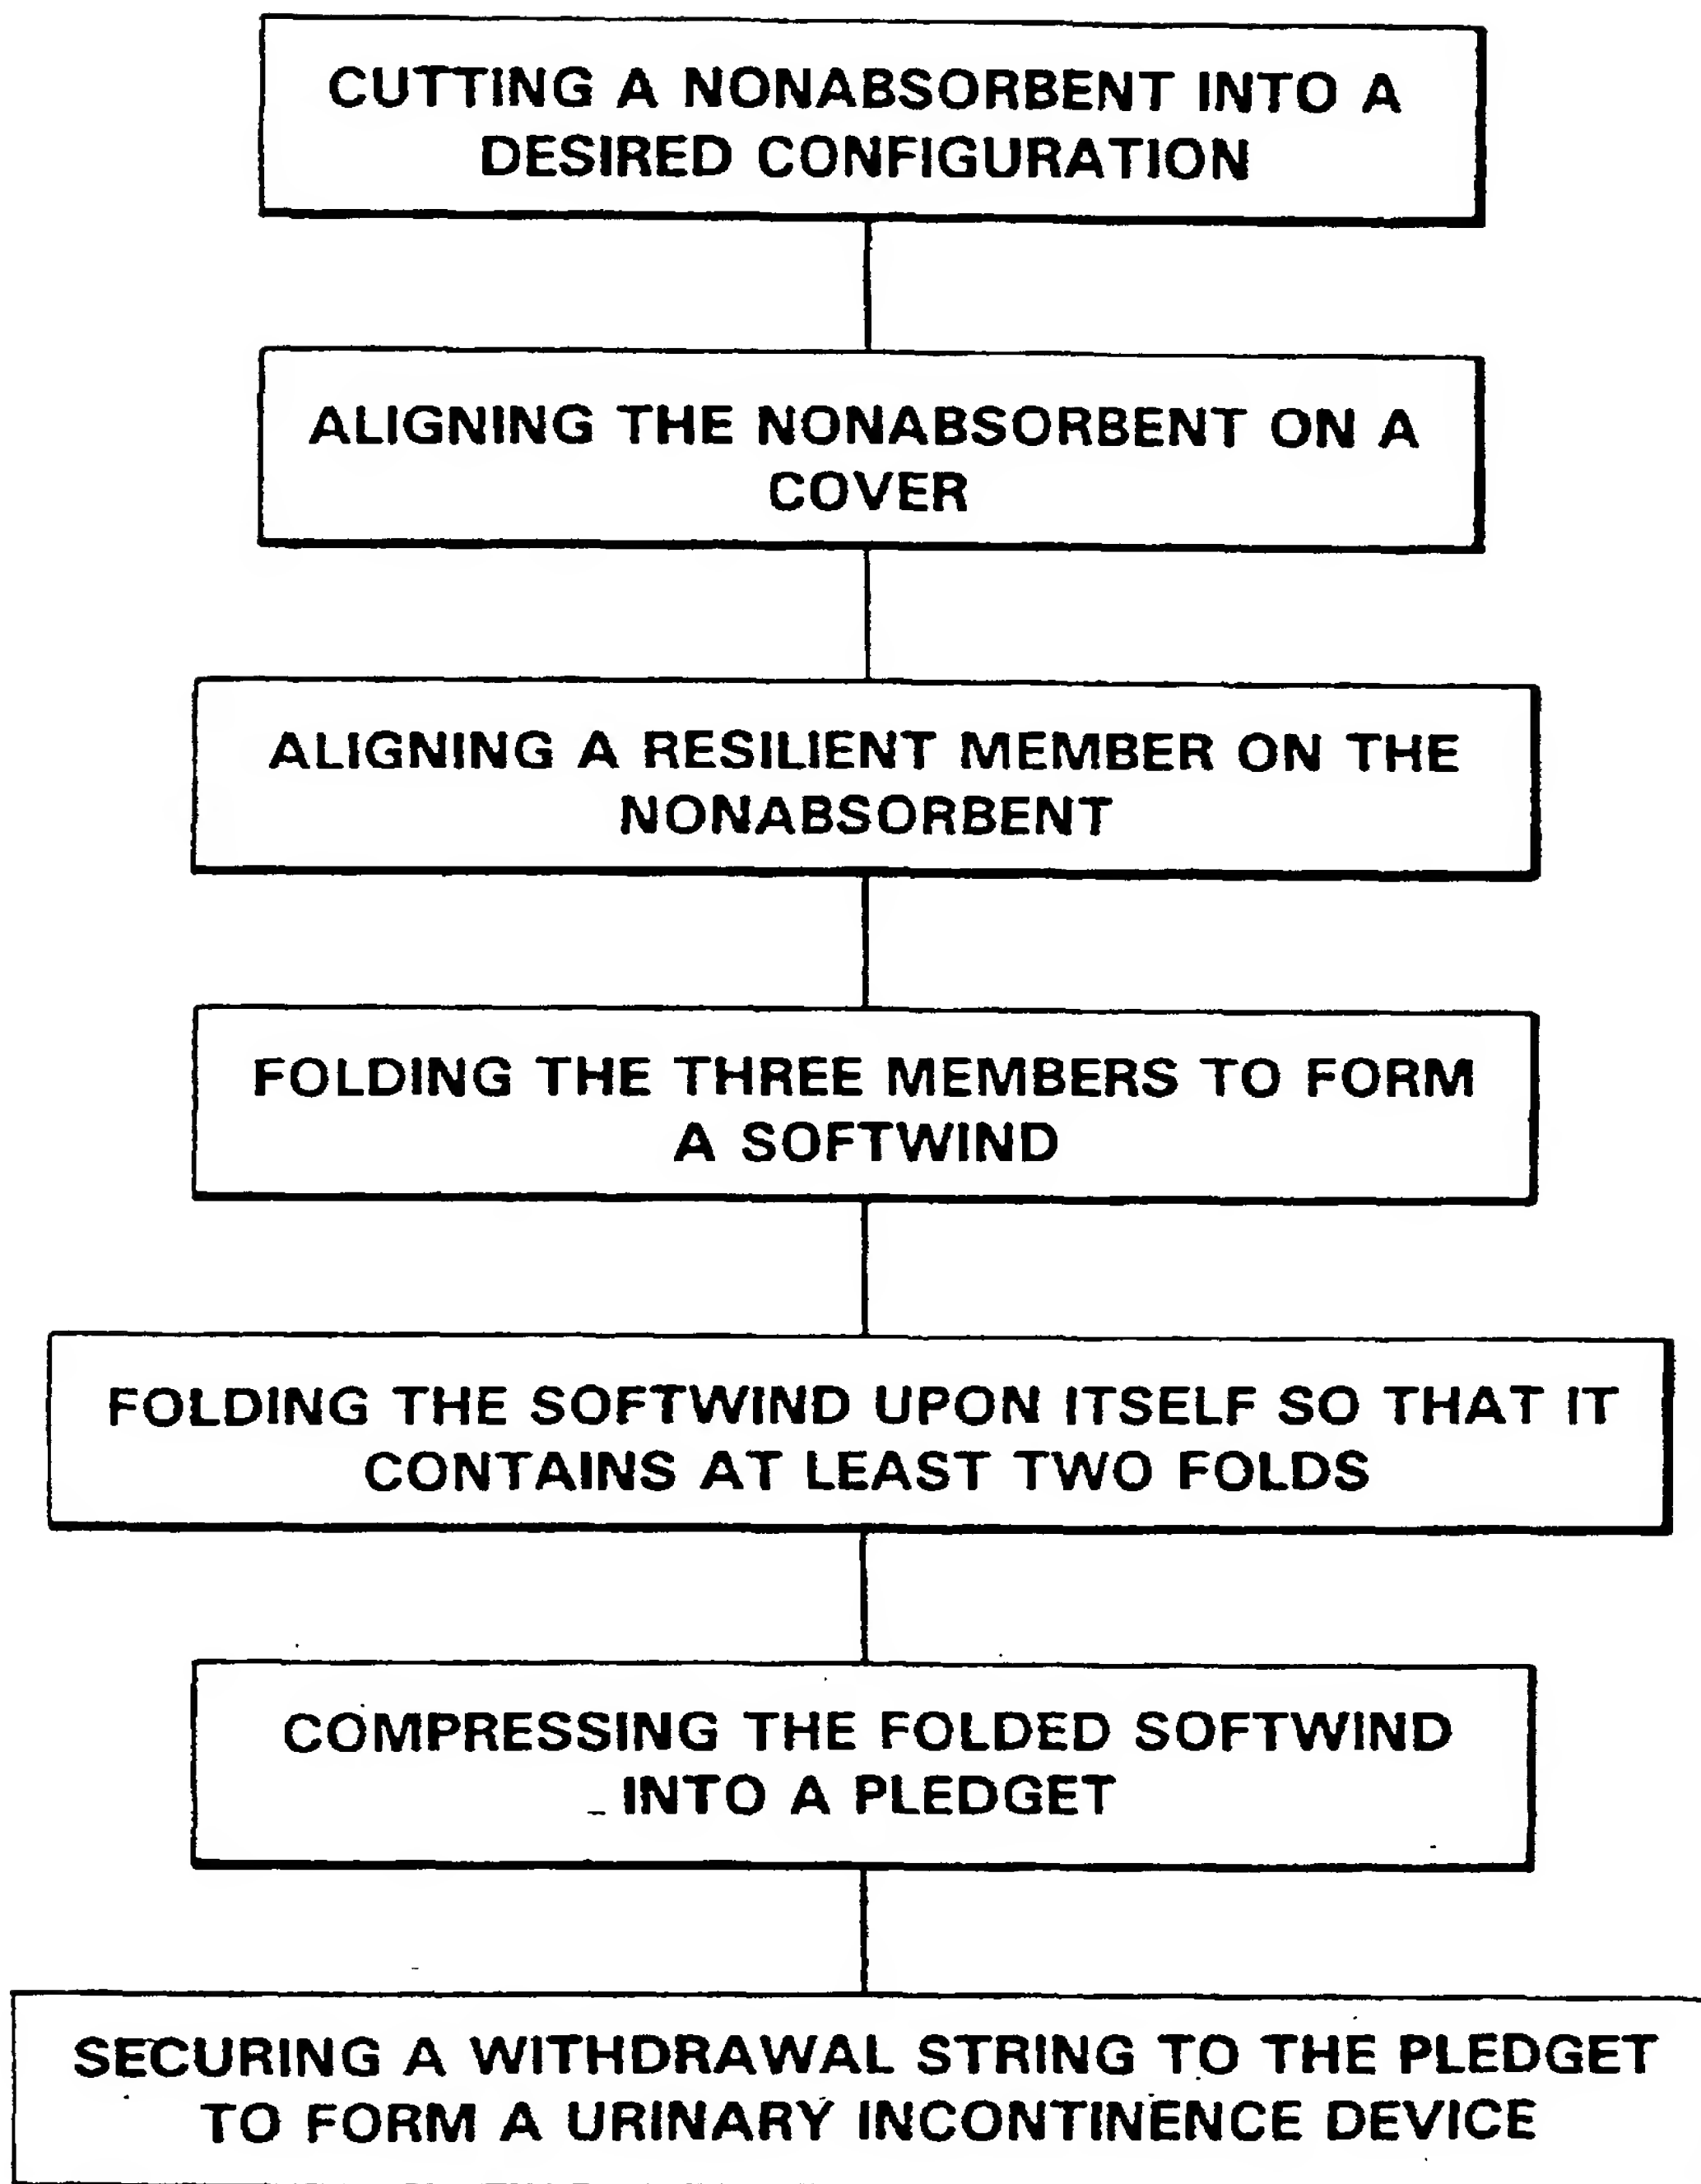 CUTTING A NONABSORBENT INTO A
DESIRED CONFIGURATION
ALIGNING THE NONABSORBENT ON A
COVER
ALIGNING A RESILIENT MEMBER ON THE
NONABSORBENT
FOLDING THE THREE MEMBERS TO FORM
A SOFTWIND
FOLDING THE SOFTWIND UPON ITSELF SO THAT IT
CONTAINS AT LEAST TWO FOLDS
COMPRESSING THE FOLDED SOFTWIND
INTO A PLEDGET
SECURING A WITHDRAWAL STRING TO THE PLEDGET
TO FORM A URINARY INCONTINENCE DEVICE